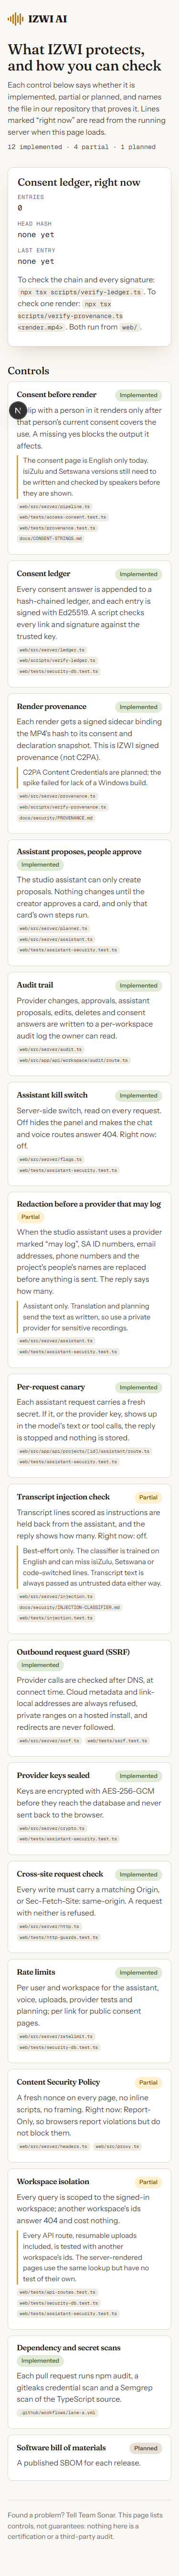 IZWI AI
What IZWI protects,
and how you can check
Each control below says whether it is
implemented, partial or planned, and names
the file in our repository that proves it. Lines
marked “right now” are read from the running
server when this page loads.
12 implemented · 4 partial · 1 planned
Consent ledger, right now
ENTRIES
0
HEAD HASH
none yet
LAST ENTRY
none yet
To check the chain and every signature:
npx tsx scripts/verify-ledger.ts. To
check one render: npx tsx
scripts/verify-provenance.ts
<render.mp4>. Both run from web/.
Controls
Consent before render Implemented
N
lip with a person in it renders only after
that person's current consent covers the
use. A missing yes blocks the output it
affects.
The consent page is English only today.
isiZulu and Setswana versions still need to
be written and checked by speakers before
they are shown.
web/src/server/pipeline.ts
web/tests/access-consent.test.ts
web/tests/provenance.test.ts
docs/CONSENT-STRINGS.md
Consent ledger Implemented
Every consent answer is appended to a
hash-chained ledger, and each entry is
signed with Ed25519. A script checks
every link and signature against the
trusted key.
web/src/server/ledger.ts
web/scripts/verify-ledger.ts
web/tests/security-db.test.ts
Render provenance Implemented
Each render gets a signed sidecar binding
the MP4's hash to its consent and
declaration snapshot. This is IZWI signed
provenance (not C2PA).
C2PA Content Credentials are planned; the
spike failed for lack of a Windows build.
web/src/server/provenance.ts
web/scripts/verify-provenance.ts
docs/security/PROVENANCE.md
Assistant proposes, people approve
Implemented
The studio assistant can only create
proposals. Nothing changes until the
creator approves a card, and only that
card's own steps run.
web/src/server/planner.ts
web/src/server/assistant.ts
web/tests/assistant-security.test.ts
Audit trail Implemented
Provider changes, approvals, assistant
proposals, edits, deletes and consent
answers are written to a per-workspace
audit log the owner can read.
web/src/server/audit.ts
web/src/app/api/workspace/audit/route.ts
Assistant kill switch Implemented
Server-side switch, read on every request.
Off hides the panel and makes the chat
and voice routes answer 404. Right now:
off.
web/src/server/flags.ts
web/tests/assistant-security.test.ts
Redaction before a provider that may log
Partial
When the studio assistant uses a provider
marked “may log”, SA ID numbers, email
addresses, phone numbers and the
project's people's names are replaced
before anything is sent. The reply says
how many.
Assistant only. Translation and planning
send the text as written, so use a private
provider for sensitive recordings.
web/src/server/assistant.ts
web/tests/assistant-security.test.ts
Per-request canary Implemented
Each assistant request carries a fresh
secret. If it, or the provider key, shows up
in the model's text or tool calls, the reply
is stopped and nothing is stored.
web/src/app/api/projects/[id]/assistant/route.ts
web/tests/assistant-security.test.ts
Transcript injection check Partial
Transcript lines scored as instructions are
held back from the assistant, and the
reply shows how many. Right now: off.
Best-effort only. The classifier is trained on
English and can miss isiZulu, Setswana or
code-switched lines. Transcript text is
always passed as untrusted data either way.
web/src/server/injection.ts
docs/security/INJECTION-CLASSIFIER.md
web/tests/injection.test.ts
Outbound request guard (SSRF)
Implemented
Provider calls are checked after DNS, at
connect time. Cloud metadata and link-
local addresses are always refused,
private ranges on a hosted install, and
redirects are never followed.
web/src/server/ssrf.ts web/tests/ssrf.test.ts
Provider keys sealed Implemented
Keys are encrypted with AES-256-GCM
before they reach the database and never
sent back to the browser.
web/src/server/crypto.ts
web/tests/assistant-security.test.ts
Cross-site request check Implemented
Every write must carry a matching Origin,
or Sec-Fetch-Site: same-origin. A request
with neither is refused.
web/src/server/http.ts
web/tests/http-guards.test.ts
Rate limits Implemented
Per user and workspace for the assistant,
voice, uploads, provider tests and
planning; per link for public consent
pages.
web/src/server/ratelimit.ts
web/tests/security-db.test.ts
Content Security Policy Partial
A fresh nonce on every page, no inline
scripts, no framing. Right now: Report-
Only, so browsers report violations but do
not block them.
web/src/server/headers.ts web/src/proxy.ts
Workspace isolation Partial
Every query is scoped to the signed-in
workspace; another workspace's ids
answer 404 and cost nothing.
Every API route, resumable uploads
included, is tested with another
workspace's ids. The server-rendered
pages use the same lookup but have no
test of their own.
web/tests/api-routes.test.ts
web/tests/security-db.test.ts
web/tests/assistant-security.test.ts
Dependency and secret scans
Implemented
Each pull request runs npm audit, a
gitleaks credential scan and a Semgrep
scan of the TypeScript source.
.github/workflows/lane-a.yml
Software bill of materials Planned
A published SBOM for each release.
Found a problem? Tell Team Sonar. This page lists
controls, not guarantees: nothing here is a
certification or a third-party audit.